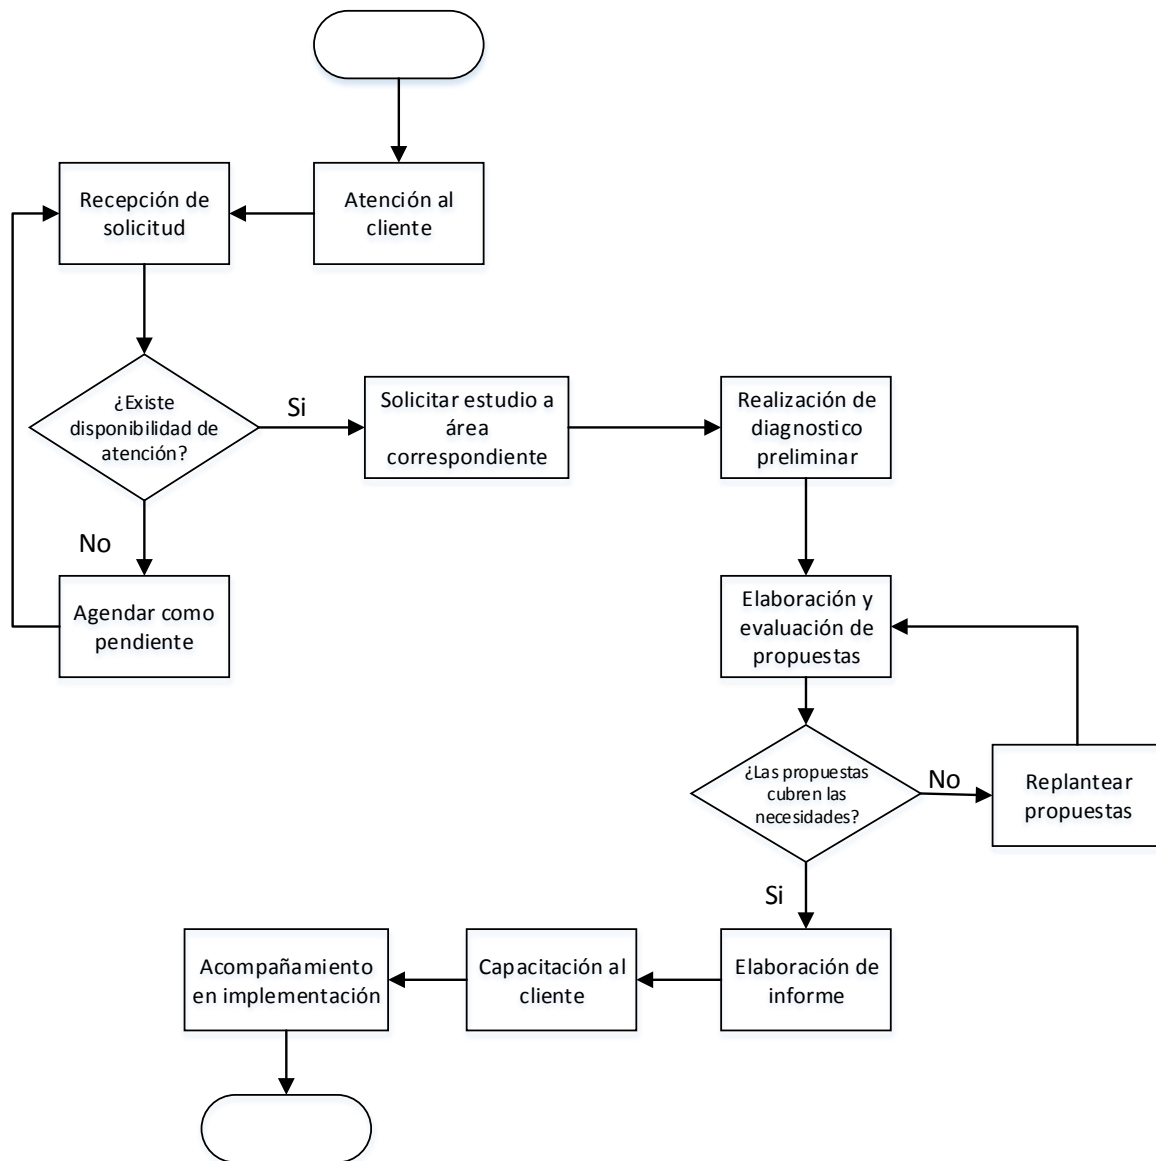 Recepción de
solicitud
Atención al
cliente
¿Existe
disponibilidad de
atención?
Si
Solicitar estudio a
área
correspondiente
Realización de
diagnostico
preliminar
No
Agendar como
pendiente
Elaboración y
evaluación de
propuestas
¿Las propuestas
cubren las
necesidades?
No
Replantear
propuestas
Si
Acompañamiento
en implementación
Capacitación al
cliente
Elaboración de
informe